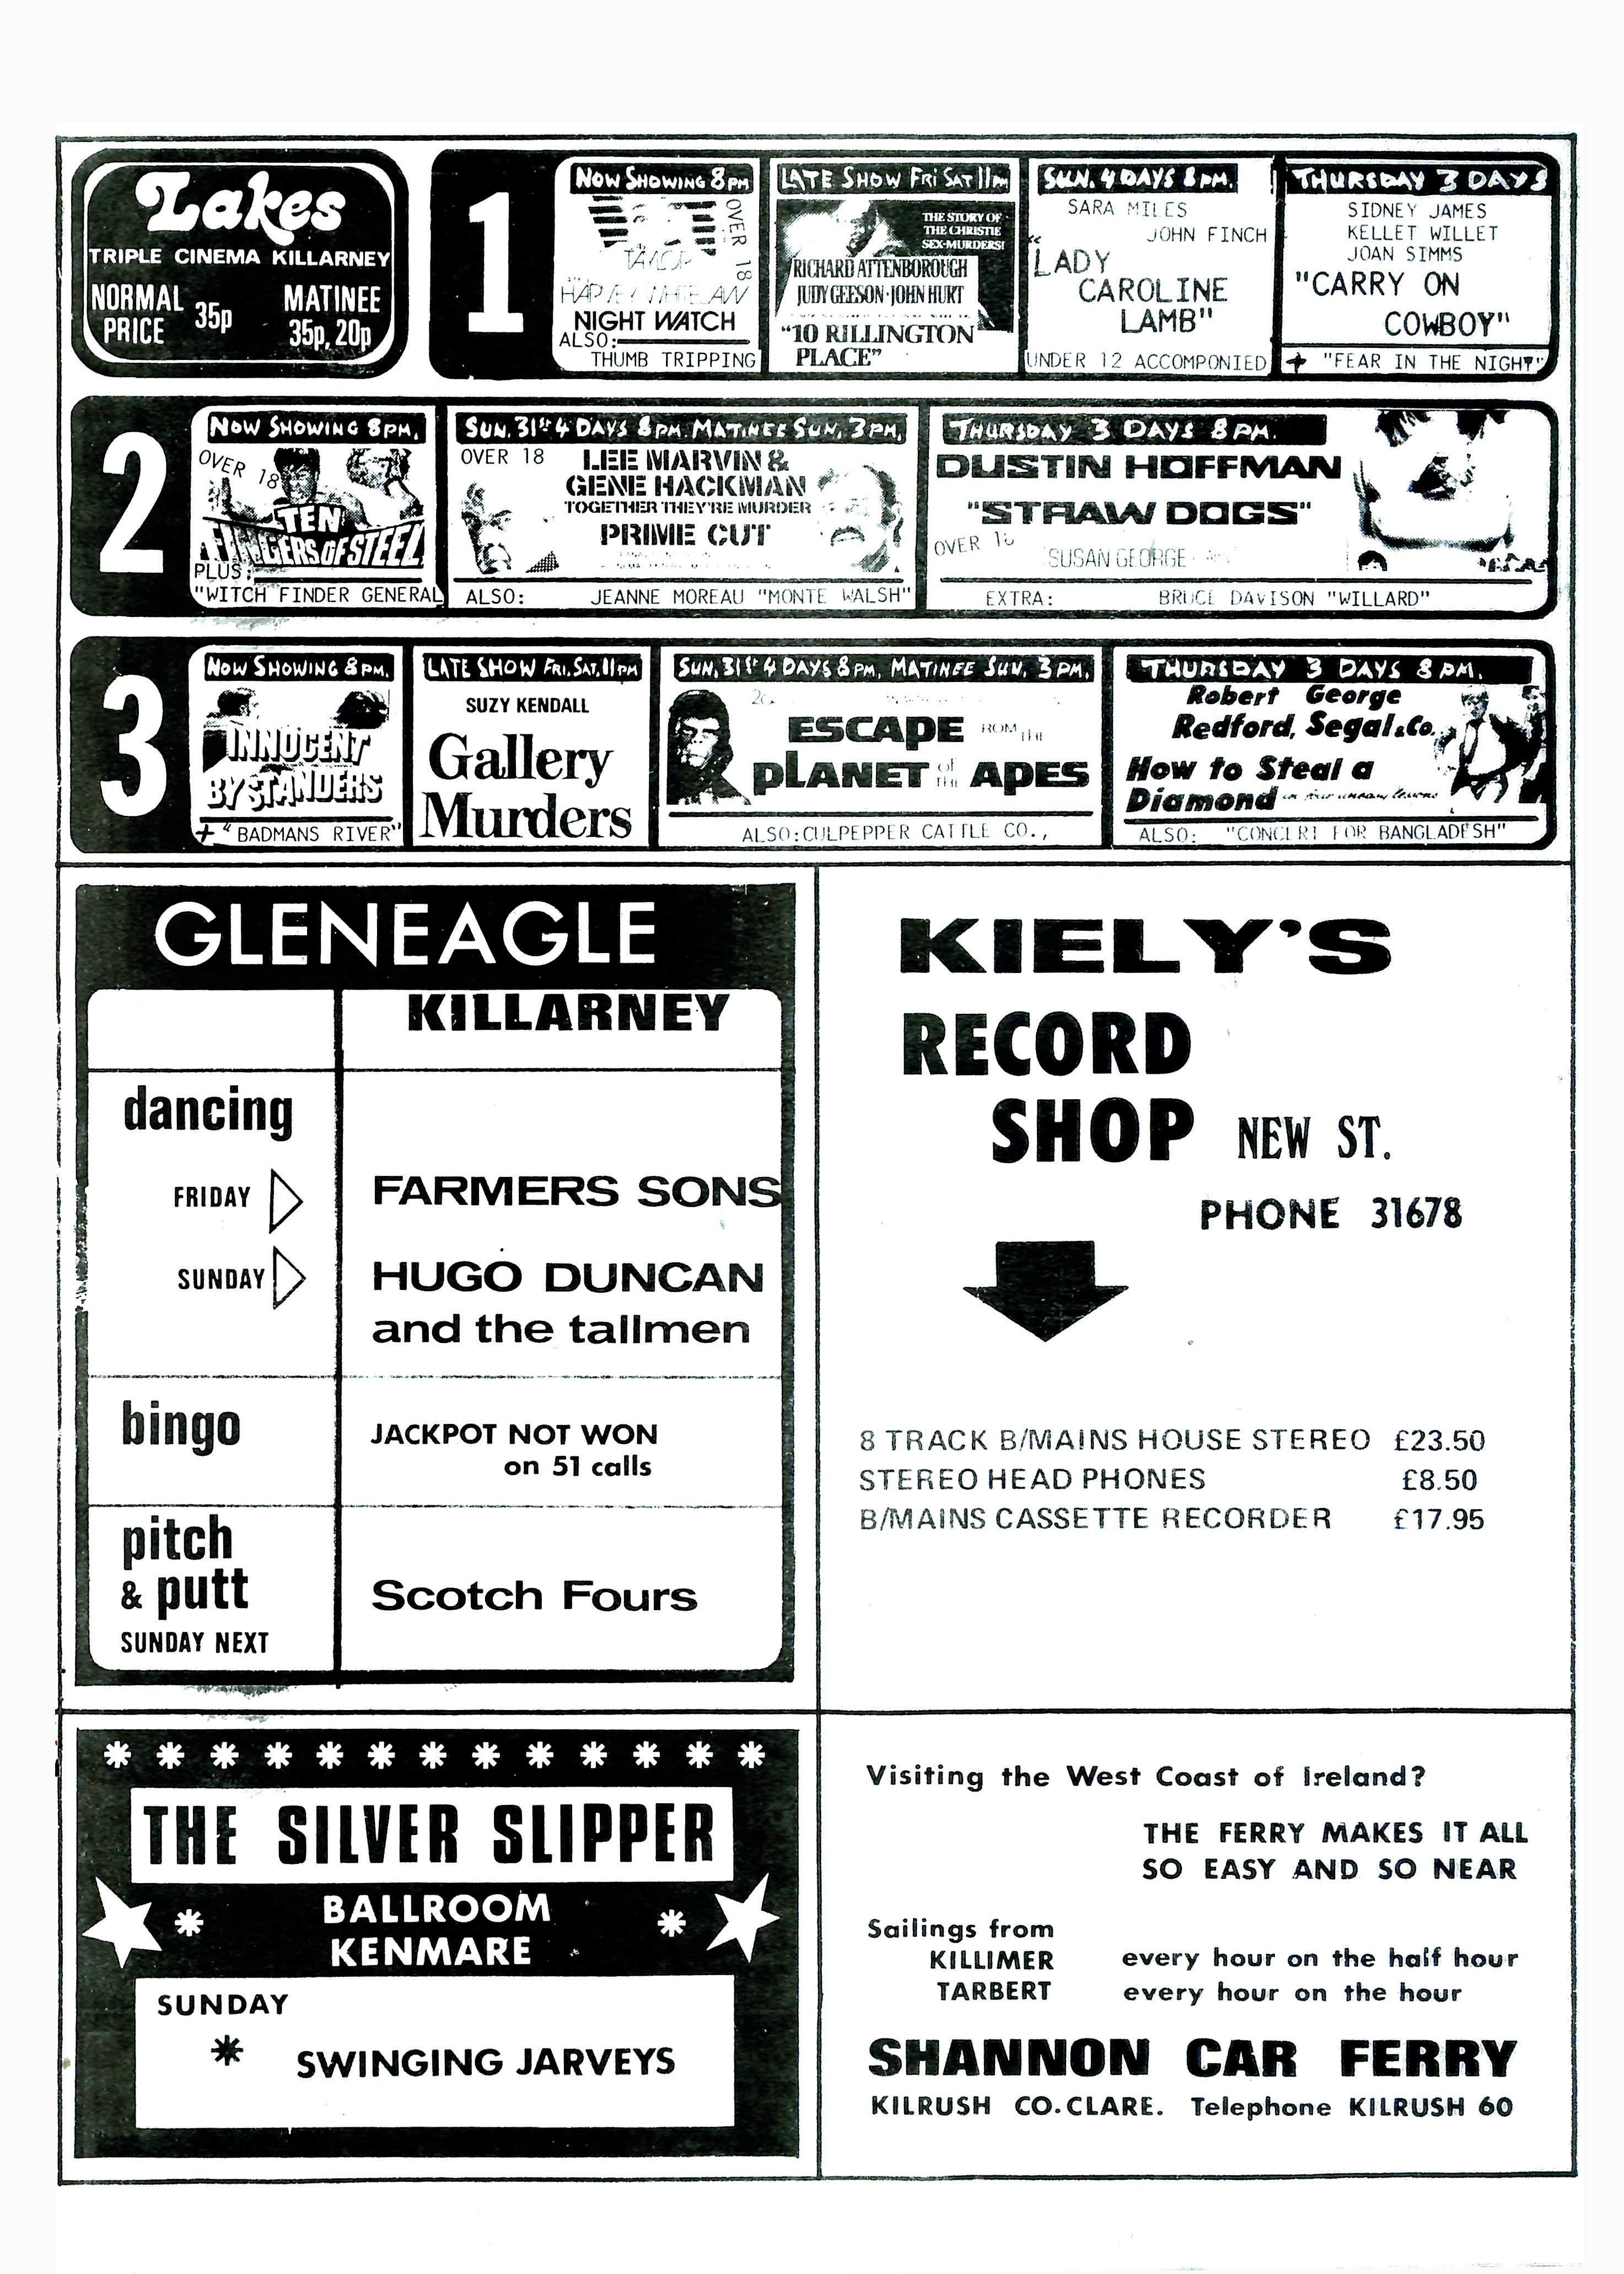 Lakes
TRIPLE CINEMA KILLARNEY
NORMAL PRICE 35p
MATINEE 35p, 20p
1
NOW SHOWING 8PM
OVER 18
TAYLOR
HARVEY WHITELAW
NIGHT WATCH
ALSO:
THUMB TRIPPING
LATE SHOW FRI SAT 11PM
THE STORY OF
THE CHRISTIE
SEX-MURDERS!
RICHARD ATTENBOROUGH
JUDY GEESON · JOHN HURT
"10 RILLINGTON
PLACE"
SUN. 4 DAYS 8PM.
SARA MILES
JOHN FINCH
"LADY
CAROLINE
LAMB"
UNDER 12 ACCOMPONIED
THURSDAY 3 DAYS
SIDNEY JAMES
KELLET WILLET
JOAN SIMMS
"CARRY ON
COWBOY"
+ "FEAR IN THE NIGHT"
2
NOW SHOWING 8PM.
OVER 18
TEN
FINGERS OF STEEL
PLUS:
"WITCH FINDER GENERAL
SUN. 31st 4 DAYS 8PM. MATINEE SUN. 3PM.
OVER 18
LEE MARVIN &
GENE HACKMAN
TOGETHER THEY'RE MURDER
PRIME CUT
ALSO: JEANNE MOREAU "MONTE WALSH"
THURSDAY 3 DAYS 8PM.
DUSTIN HOFFMAN
"STRAW DOGS"
OVER 18
SUSAN GEORGE
EXTRA: BRUCE DAVISON "WILLARD"
3
NOW SHOWING 8PM.
INNOCENT
BYSTANDERS
+ "BADMANS RIVER"
LATE SHOW FRI. SAT. 11PM
SUZY KENDALL
Gallery
Murders
SUN. 31st 4 DAYS 8PM. MATINEE SUN. 3PM.
ESCAPE FROM THE
PLANET OF THE APES
ALSO: CULPEPPER CATTLE CO.,
THURSDAY 3 DAYS 8PM.
Robert George
Redford, Segal & Co.
How to Steal a
Diamond in four uneasy lessons
ALSO: "CONCERT FOR BANGLADESH"
GLENEAGLE
KILLARNEY
dancing
FRIDAY FARMERS SONS
SUNDAY HUGO DUNCAN
and the tallmen
bingo JACKPOT NOT WON
on 51 calls
pitch
& putt Scotch Fours
SUNDAY NEXT
KIELY'S
RECORD
SHOP NEW ST.
PHONE 31678
8 TRACK B/MAINS HOUSE STEREO £23.50
STEREO HEAD PHONES £8.50
B/MAINS CASSETTE RECORDER £17.95
THE SILVER SLIPPER
BALLROOM
KENMARE
SUNDAY
* SWINGING JARVEYS
Visiting the West Coast of Ireland?
THE FERRY MAKES IT ALL
SO EASY AND SO NEAR
Sailings from
KILLIMER every hour on the half hour
TARBERT every hour on the hour
SHANNON CAR FERRY
KILRUSH CO. CLARE. Telephone KILRUSH 60